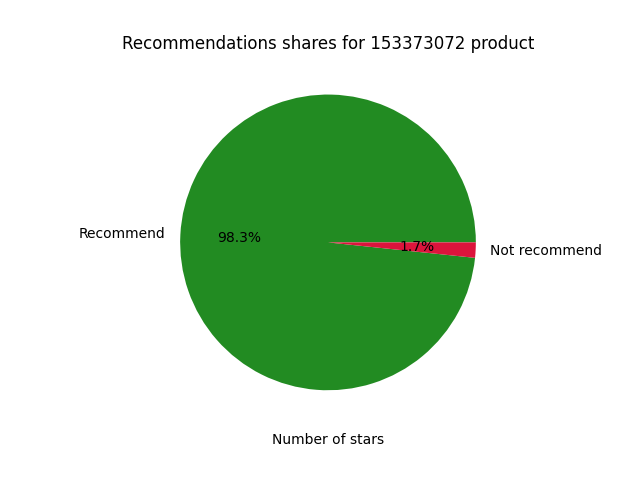 Recommendations shares for 153373072 product
Recommend
98.3%
1.7%
Not recommend
Number of stars